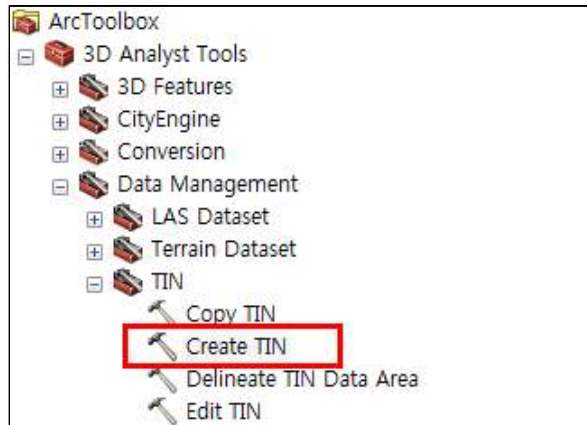 ArcToolbox
3D Analyst Tools
3D Features
CityEngine
Conversion
Data Management
LAS Dataset
Terrain Dataset
TIN
Copy TIN
Create TIN
Delineate TIN Data Area
Edit TIN